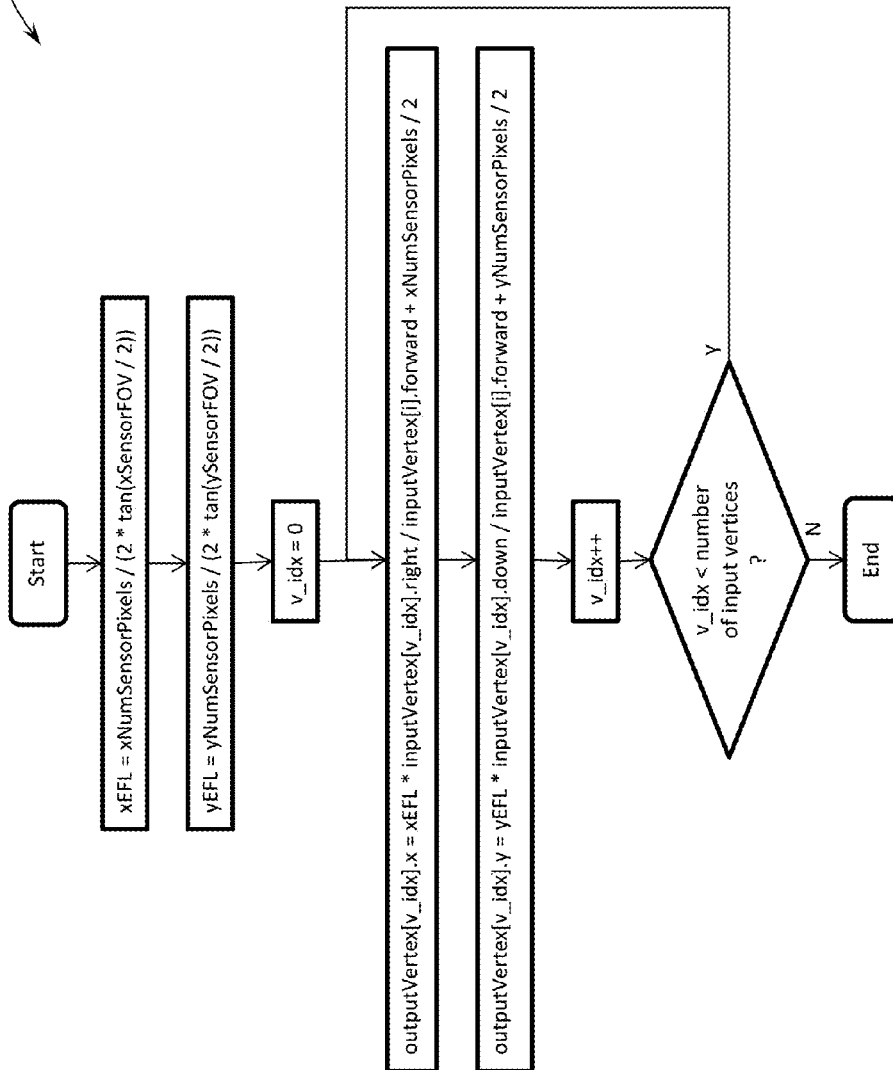 Start
xEFL = xNumSensorPixels / (2 * tan(xSensorFOV / 2))
yEFL = yNumSensorPixels / (2 * tan(ySensorFOV / 2))
v_idx = 0
outputVertex[v_idx].x = xEFL * inputVertex[v_idx].right / inputVertex[i].forward + xNumSensorPixels / 2
outputVertex[v_idx].y = yEFL * inputVertex[v_idx].down / inputVertex[i].forward + yNumSensorPixels / 2
v_idx++
v_idx < number
of input vertices
?
Y
N
End